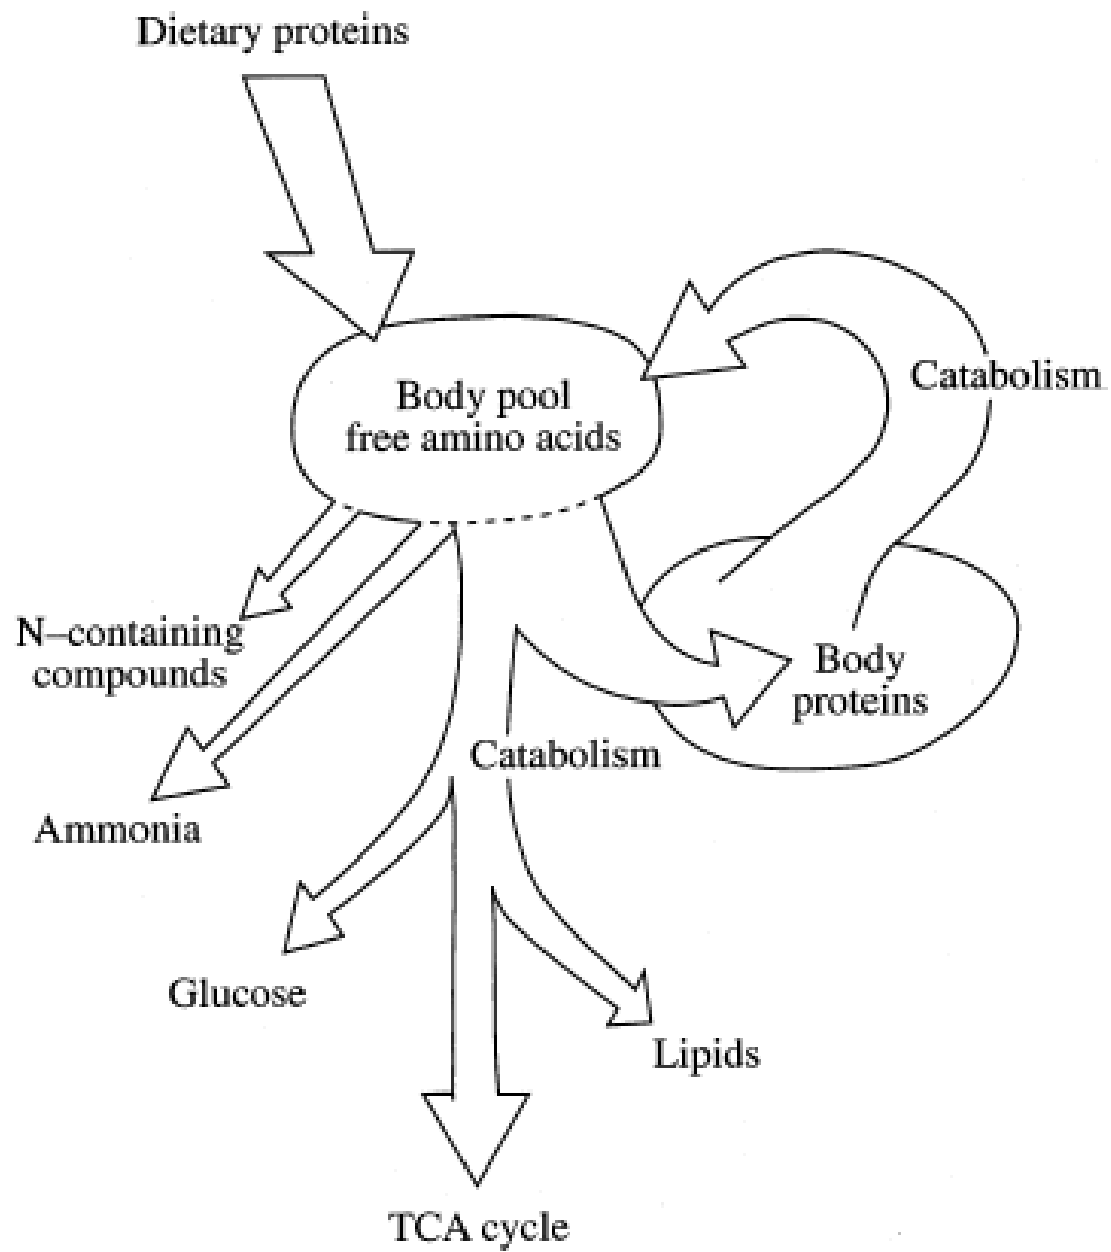 Dietary proteins
Body pool
free amino acids
Catabolism
N–containing
compounds
Body
proteins
Catabolism
Ammonia
Glucose
Lipids
TCA cycle